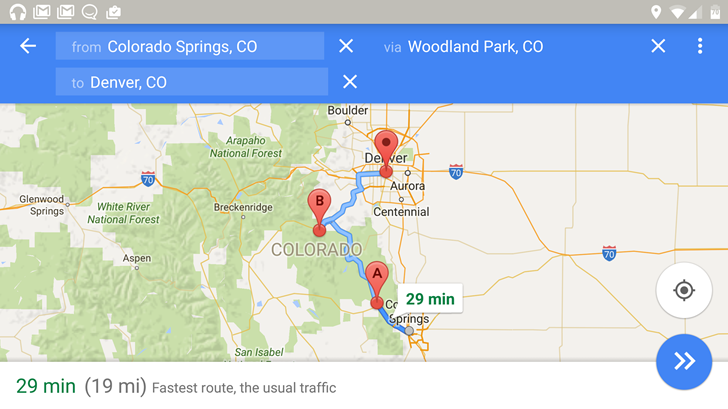 70
from Colorado Springs, CO
via Woodland Park, CO
to Denver, CO
Boulder
Arapaho
National Forest
Denver
70
70
Aurora
Glenwood
Springs
White River
National Forest
Breckenridge
B
Centennial
COLORADO
70
Aspen
A
29 min
Springs
San Isabel
29 min (19 mi) Fastest route, the usual traffic